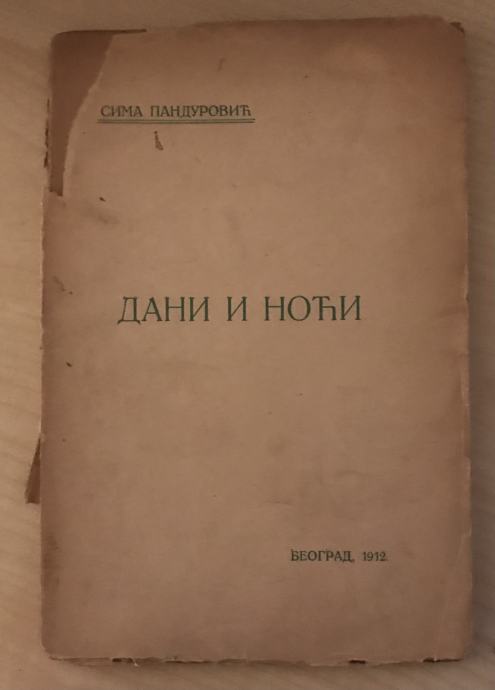 СИМА ПАНДУРОВИЋ
ДАНИ И НОЋИ
БЕОГРАД, 1912.